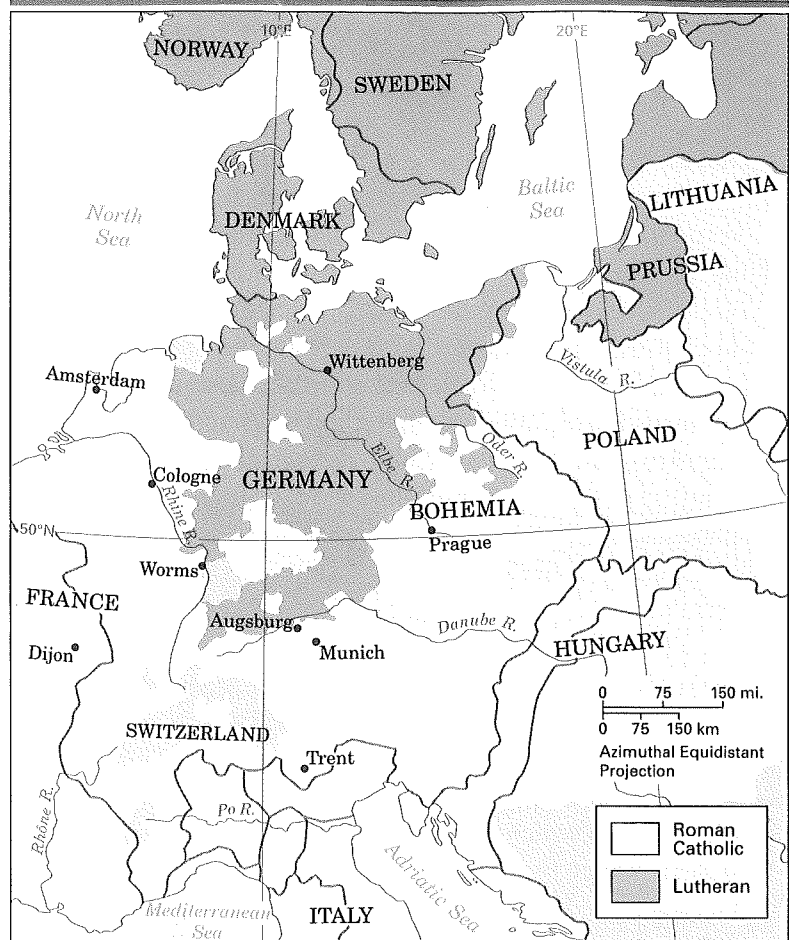 10°E
20°E
NORWAY
SWEDEN
North
Sea
Baltic
Sea
LITHUANIA
DENMARK
PRUSSIA
Wittenberg
Vistula R.
Amsterdam
POLAND
Oder R.
Elbe R.
Cologne
GERMANY
Rhine R.
BOHEMIA
50°N
Prague
Worms
FRANCE
Augsburg
Danube R.
HUNGARY
Dijon
Munich
0 75 150 mi.
0 75 150 km
Azimuthal Equidistant
Projection
SWITZERLAND
Trent
Rhône R.
Po R.
Adriatic Sea
Mediterranean
Sea
ITALY
Roman
Catholic
Lutheran